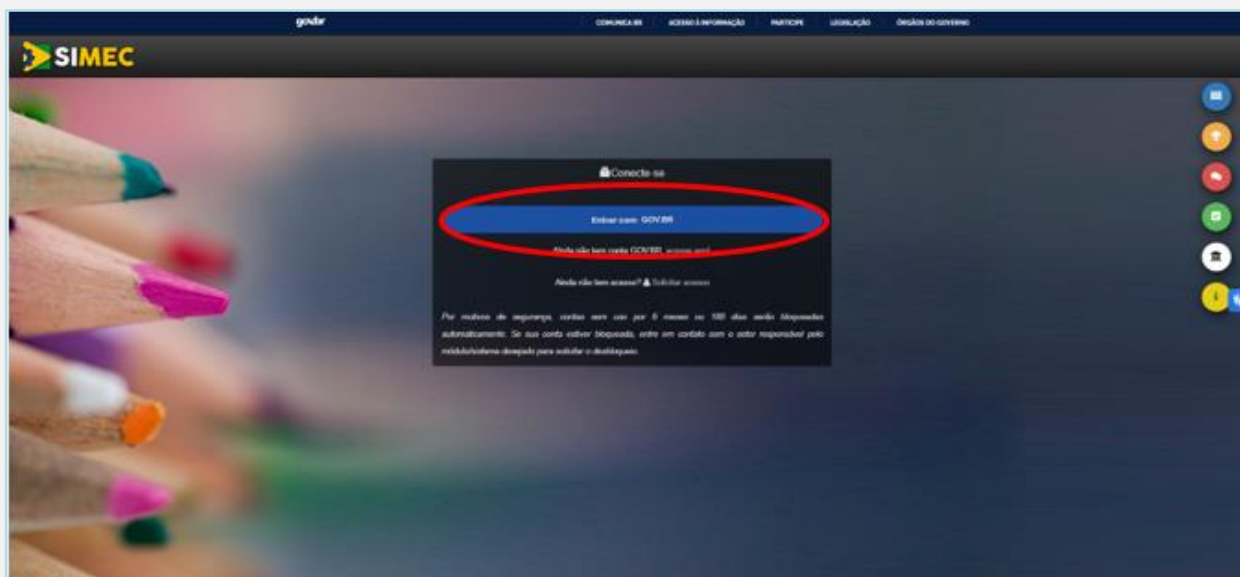 govbr
COMUNICA BR ACESSO À INFORMAÇÃO PARTICIPE LEGISLAÇÃO ÓRGÃOS DO GOVERNO
SIMEC
Conecte-se
Entrar com GOV.BR
Ainda não tem conta GOV.BR, acesse aqui
Ainda não tem acesso? Solicitar acesso
Por motivos de segurança, contas sem uso por 6 meses ou 180 dias serão bloqueadas
automaticamente. Se sua conta estiver bloqueada, entre em contato com o setor responsável pelo
módulo/sistema desejado para solicitar o desbloqueio.